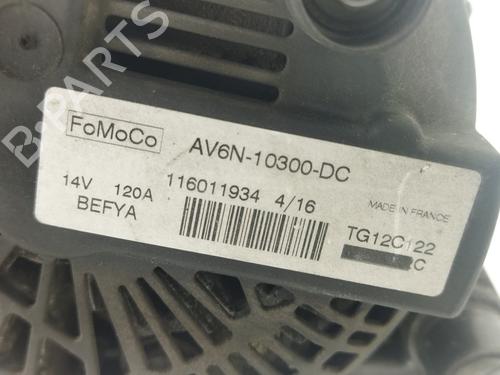 B-PARTS
FoMoCo
AV6N-10300-DC
14V 120A 116011934 4/16
BEFYA
MADE IN FRANCE
TG12C122
C